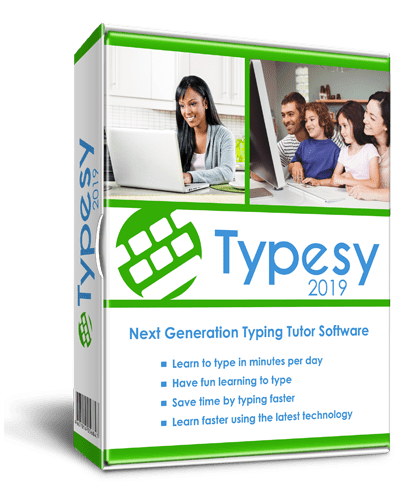 Typesy
2019
Typesy
2019
Next Generation Typing Tutor Software
Learn to type in minutes per day
Have fun learning to type
Save time by typing faster
Learn faster using the latest technology